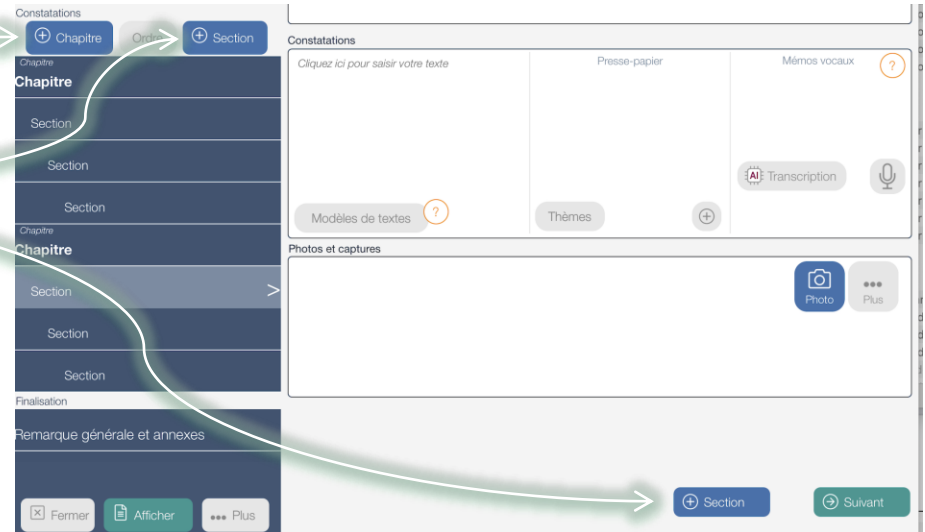 Constatations
Chapitre
Ordre
Section
Chapitre
Chapitre
Section
Section
Section
Chapitre
Chapitre
Section
>
Section
Section
Finalisation
Remarque générale et annexes
Fermer
Afficher
Plus
Constatations
Cliquez ici pour saisir votre texte
Presse-papier
Mémos vocaux
?
AI Transcription
Modèles de textes
?
Thèmes
Photos et captures
Photo
Plus
Section
Suivant